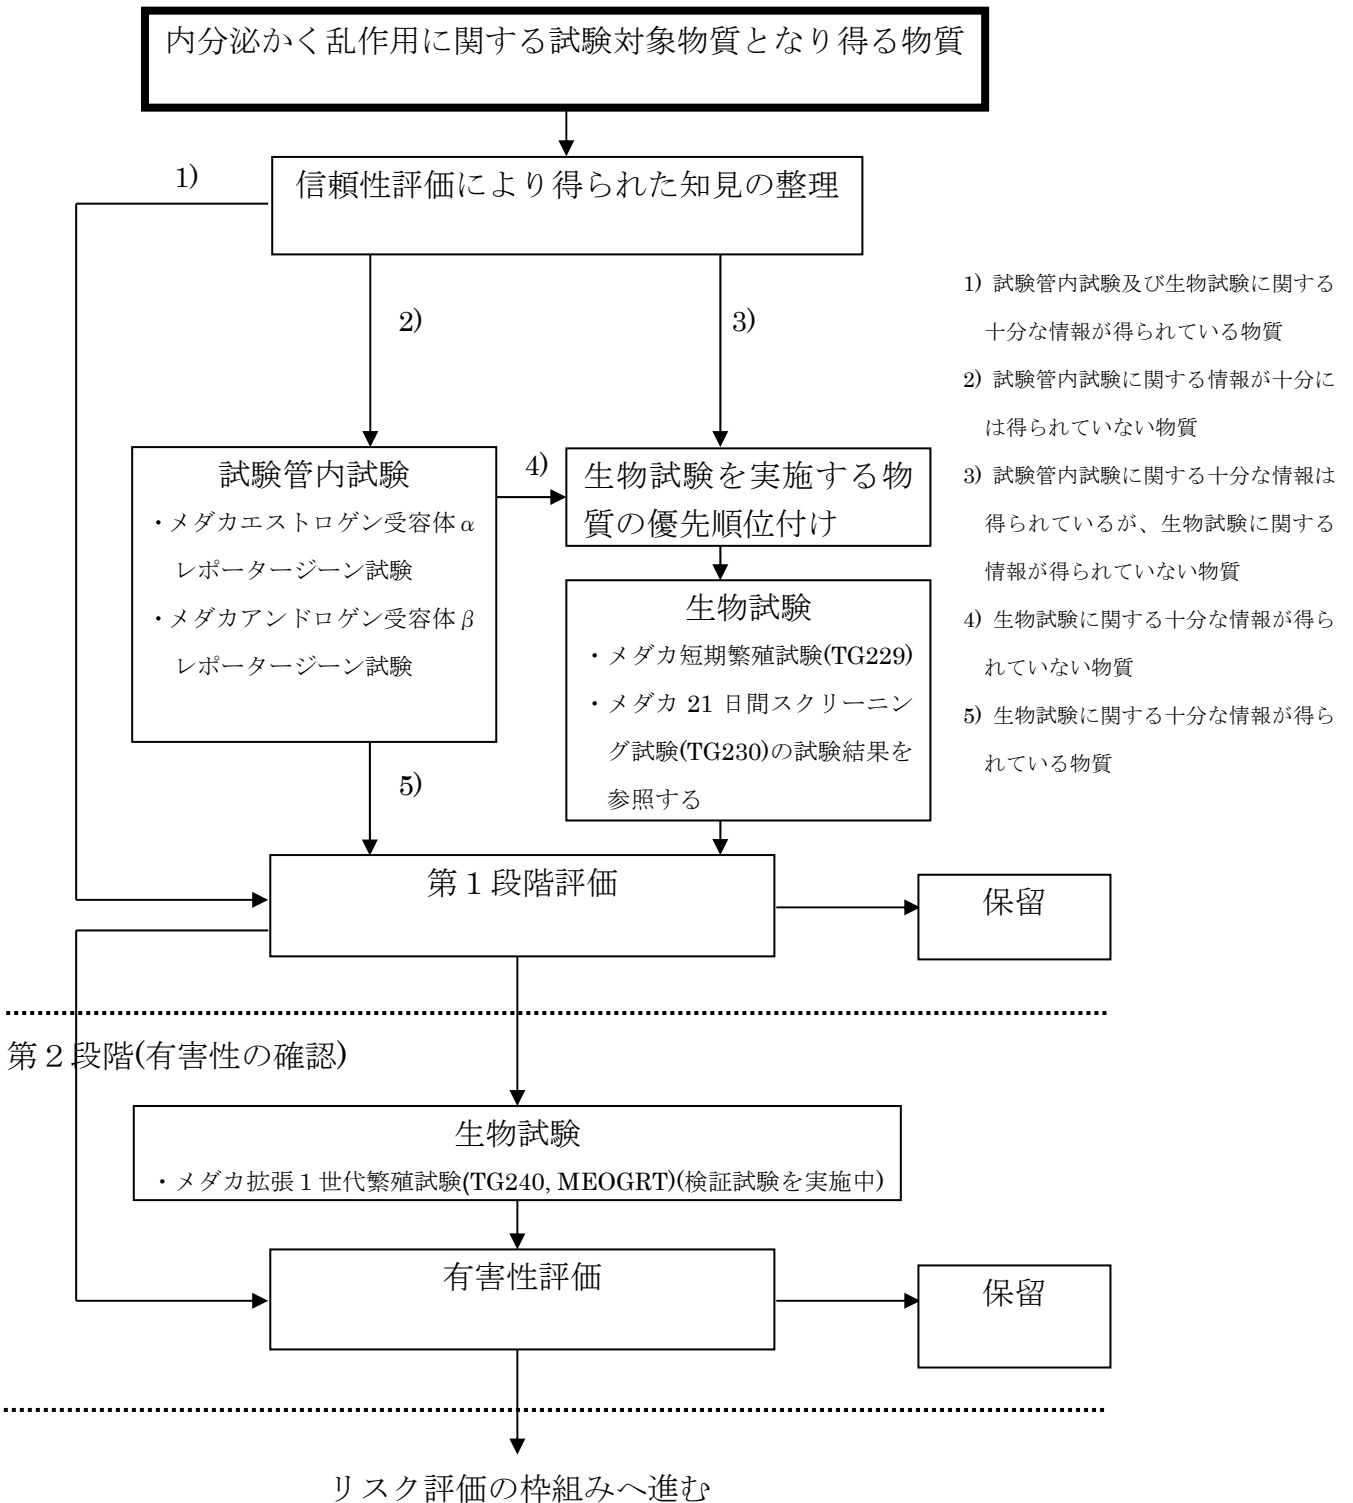 内分泌かく乱作用に関する試験対象物質となり得る物質
1)
信頼性評価により得られた知見の整理
2)
3)
1) 試験管内試験及び生物試験に関する
十分な情報が得られている物質
2) 試験管内試験に関する情報が十分に
は得られていない物質
3) 試験管内試験に関する十分な情報は
得られているが、生物試験に関する
情報が得られていない物質
4) 生物試験に関する十分な情報が得ら
れていない物質
5) 生物試験に関する十分な情報が得ら
れている物質
試験管内試験
・メダカエストロゲン受容体α
レポータージーン試験
・メダカアンドロゲン受容体β
レポータージーン試験
4)
生物試験を実施する物
質の優先順位付け
生物試験
・メダカ短期繁殖試験(TG229)
・メダカ 21 日間スクリーニン
グ試験(TG230)の試験結果を
参照する
5)
第１段階評価
保留
第２段階(有害性の確認)
生物試験
・メダカ拡張１世代繁殖試験(TG240, MEOGRT)(検証試験を実施中)
有害性評価
保留
リスク評価の枠組みへ進む